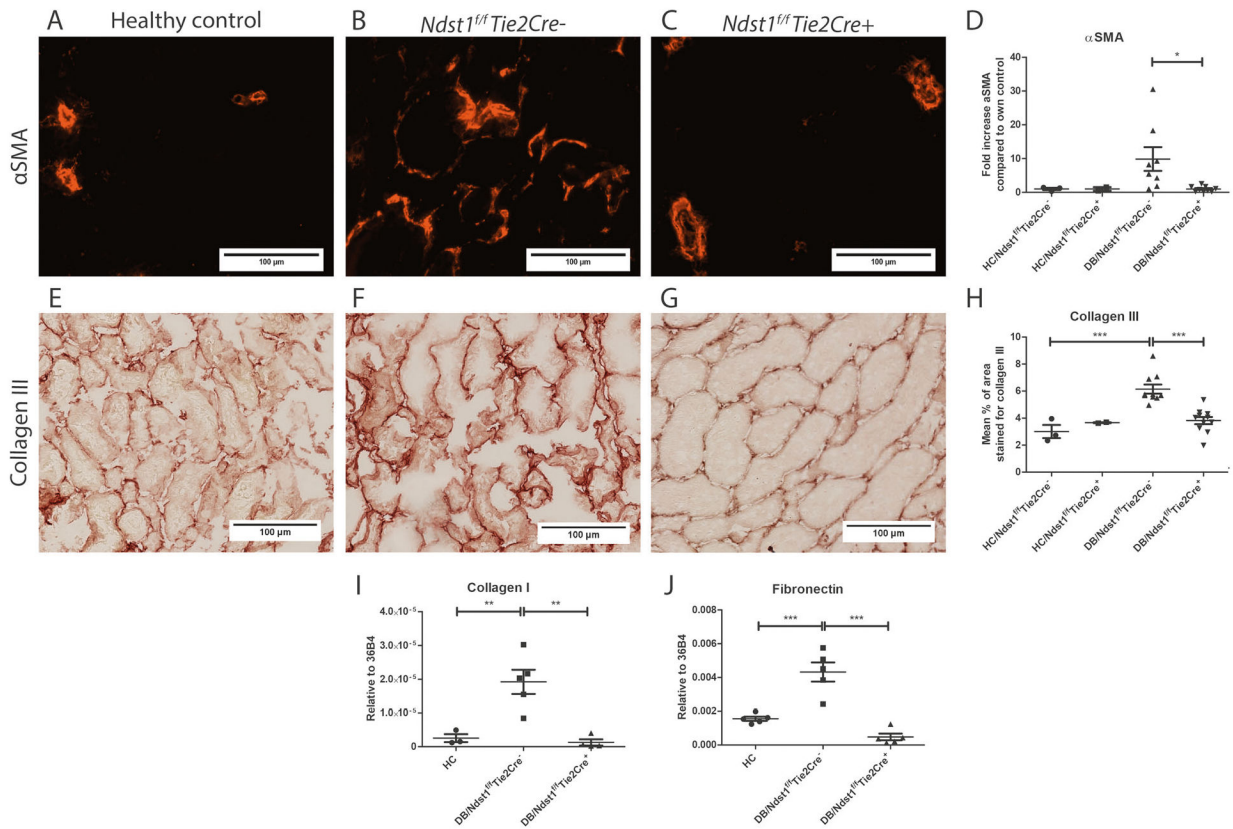 A Healthy control
B Ndst1f/f Tie2Cre-
C Ndst1f/f Tie2Cre+
αSMA
100 µm
100 µm
100 µm
D
αSMA
Fold increase aSMA
compared to own control
40
30
20
10
0
*
HC/Ndst1f/fTie2Cre-
HC/Ndst1f/fTie2Cre+
DB/Ndst1f/fTie2Cre-
DB/Ndst1f/fTie2Cre+
Collagen III
E
F
G
100 µm
100 µm
100 µm
H
Collagen III
Mean % of area
stained for collagen III
10
8
6
4
2
0
*** ***
HC/Ndst1f/fTie2Cre-
HC/Ndst1f/fTie2Cre+
DB/Ndst1f/fTie2Cre-
DB/Ndst1f/fTie2Cre+
I
Collagen I
Relative to 36B4
4.0×10-5
3.0×10-5
2.0×10-5
1.0×10-5
0
** **
HC
DB/Ndst1f/fTie2Cre-
DB/Ndst1f/fTie2Cre+
J
Fibronectin
Relative to 36B4
0.008
0.006
0.004
0.002
0.000
*** ***
HC
DB/Ndst1f/fTie2Cre-
DB/Ndst1f/fTie2Cre+